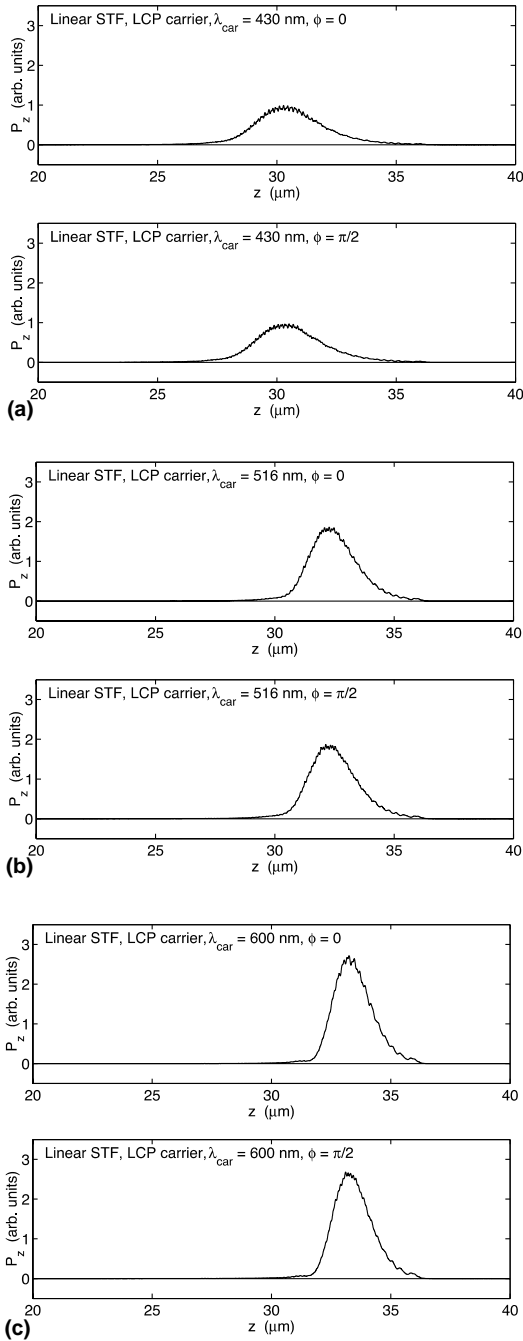 Linear STF, LCP carrier, λcar = 430 nm, ϕ = 0
3
2
1
0
Pz (arb. units)
20 25 30 35 40
z (μm)
Linear STF, LCP carrier, λcar = 430 nm, ϕ = π/2
3
2
1
0
Pz (arb. units)
20 25 30 35 40
z (μm)
(a)
Linear STF, LCP carrier, λcar = 516 nm, ϕ = 0
3
2
1
0
Pz (arb. units)
20 25 30 35 40
z (μm)
Linear STF, LCP carrier, λcar = 516 nm, ϕ = π/2
3
2
1
0
Pz (arb. units)
20 25 30 35 40
z (μm)
(b)
Linear STF, LCP carrier, λcar = 600 nm, ϕ = 0
3
2
1
0
Pz (arb. units)
20 25 30 35 40
z (μm)
Linear STF, LCP carrier, λcar = 600 nm, ϕ = π/2
3
2
1
0
Pz (arb. units)
20 25 30 35 40
z (μm)
(c)